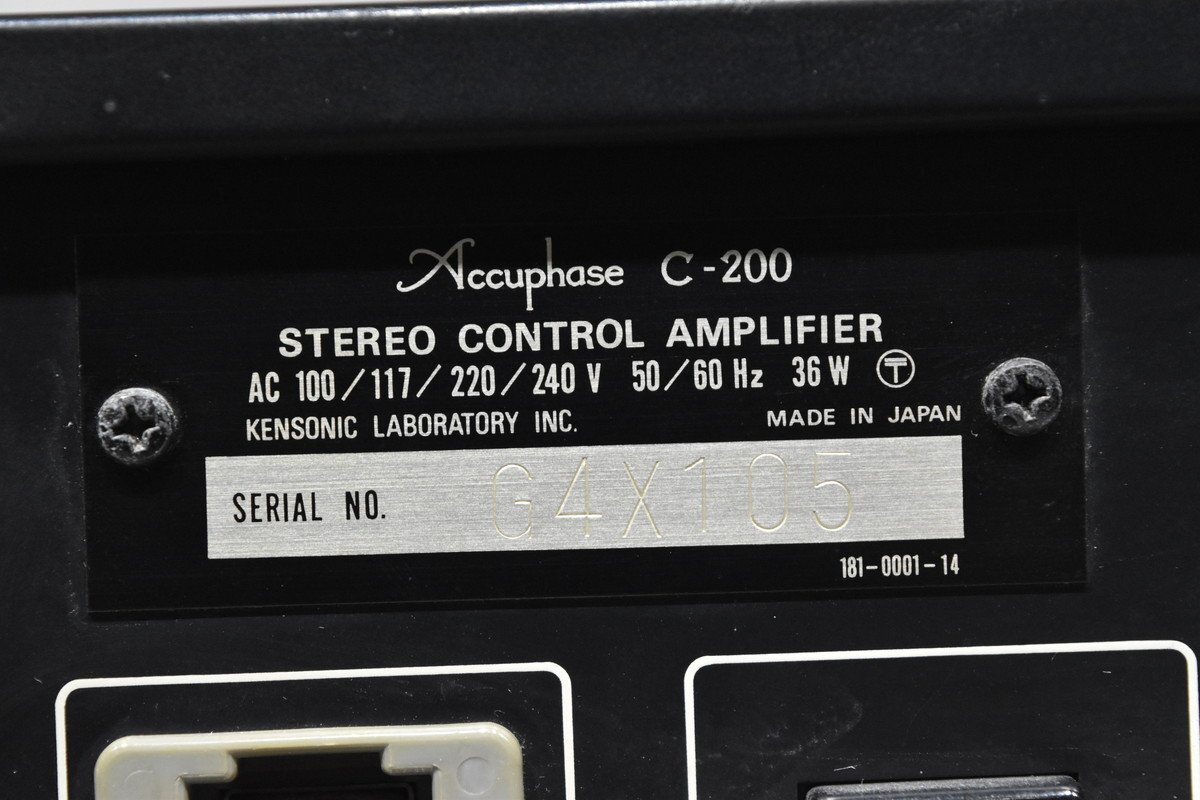 Accuphase C-200
STEREO CONTROL AMPLIFIER
AC 100/117/220/240 V 50/60 Hz 36 W 〶
KENSONIC LABORATORY INC. MADE IN JAPAN
SERIAL NO. G4X105
181-0001-14